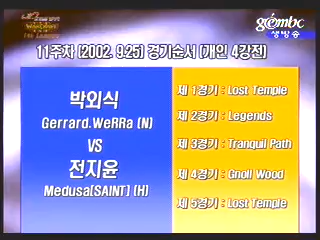 gembc
생방송
11주차 (2002. 9.25) 경기순서 [개인 4강전]
박외식
Gerrard.WeRRa (N)
VS
전지윤
Medusa[SAINT] (H)
제 1경기 : Lost Temple
제 2경기 : Legends
제 3경기 : Tranquil Path
제 4경기 : Gnoll Wood
제 5경기 : Lost Temple